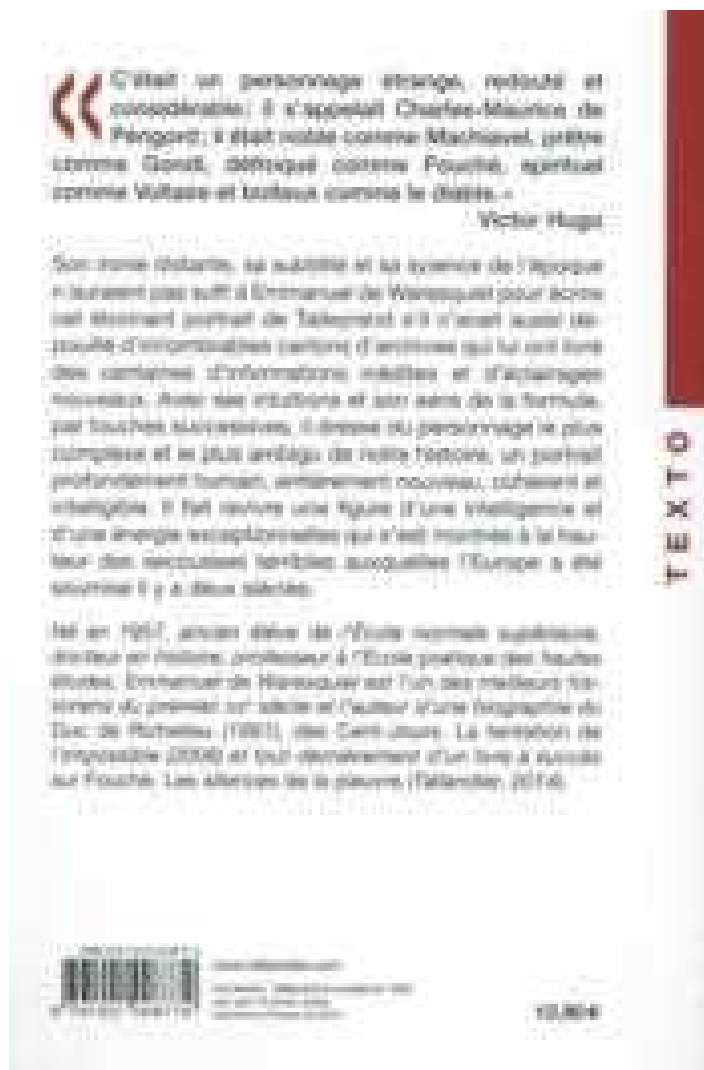 « C'était un personnage étrange, redouté et
considérable; il s'appelait Charles-Maurice de
Périgord; il était noble comme Machiavel, prêtre
comme Gondi, défroqué comme Fouché, spirituel
comme Voltaire et boiteux comme le diable. »
Victor Hugo
Son ironie distante, sa subtilité et sa science de l'époque
n'auraient pas suffi à Emmanuel de Waresquiel pour écrire
cet étonnant portrait de Talleyrand s'il n'avait aussi dé-
pouillé d'innombrables cartons d'archives qui lui ont livré
des centaines d'informations inédites et d'éclairages
nouveaux. Avec ses intuitions et son sens de la formule,
par touches successives, il dresse du personnage le plus
complexe et le plus ambigu de notre histoire, un portrait
profondément humain, entièrement nouveau, cohérent et
intelligible. Il fait revivre une figure d'une intelligence et
d'une énergie exceptionnelles qui s'est montrée à la hau-
teur des secousses terribles auxquelles l'Europe a été
soumise il y a deux siècles.
Né en 1957, ancien élève de l'École normale supérieure,
docteur en histoire, professeur à l'École pratique des hautes
études, Emmanuel de Waresquiel est l'un des meilleurs his-
toriens du premier XIXe siècle et l'auteur d'une biographie du
Duc de Richelieu (1991), des Cent-Jours. La tentation de
l'impossible (2008) et tout dernièrement d'un livre à succès
sur Fouché. Les silences de la pieuvre (Tallandier, 2014).
TEXTO